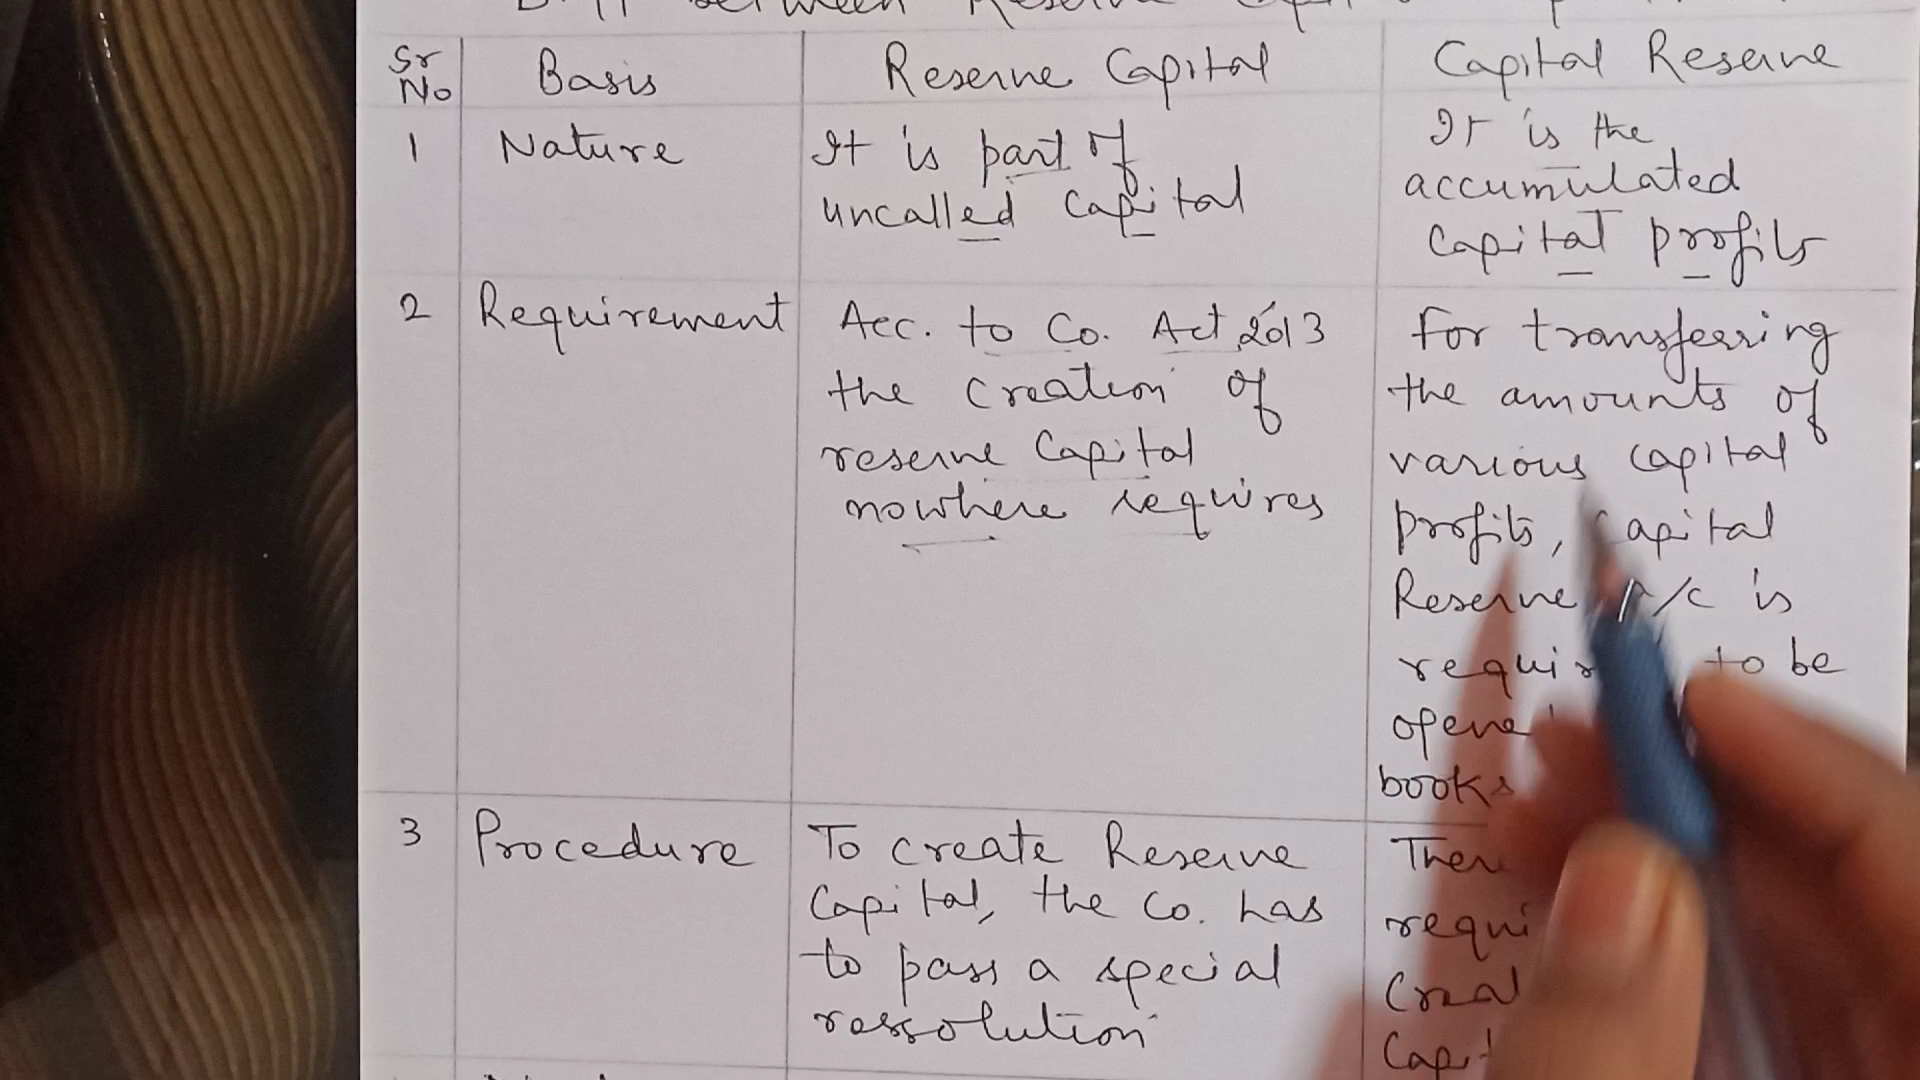 between Reserve
Sr No Basis Reserve Capital Capital Reserve
1 Nature
It is part of
uncalled Capital
It is the
accumulated
Capital profits
2 Requirement
Acc. to Co. Act, 2013
the creation of
reserve Capital
nowhere requires
For transferring
the amounts of
various capital
profits, Capital
Reserve A/C is
to be
books
3 Procedure
To create Reserve
Capital, the Co. has
to pass a special
ressolution